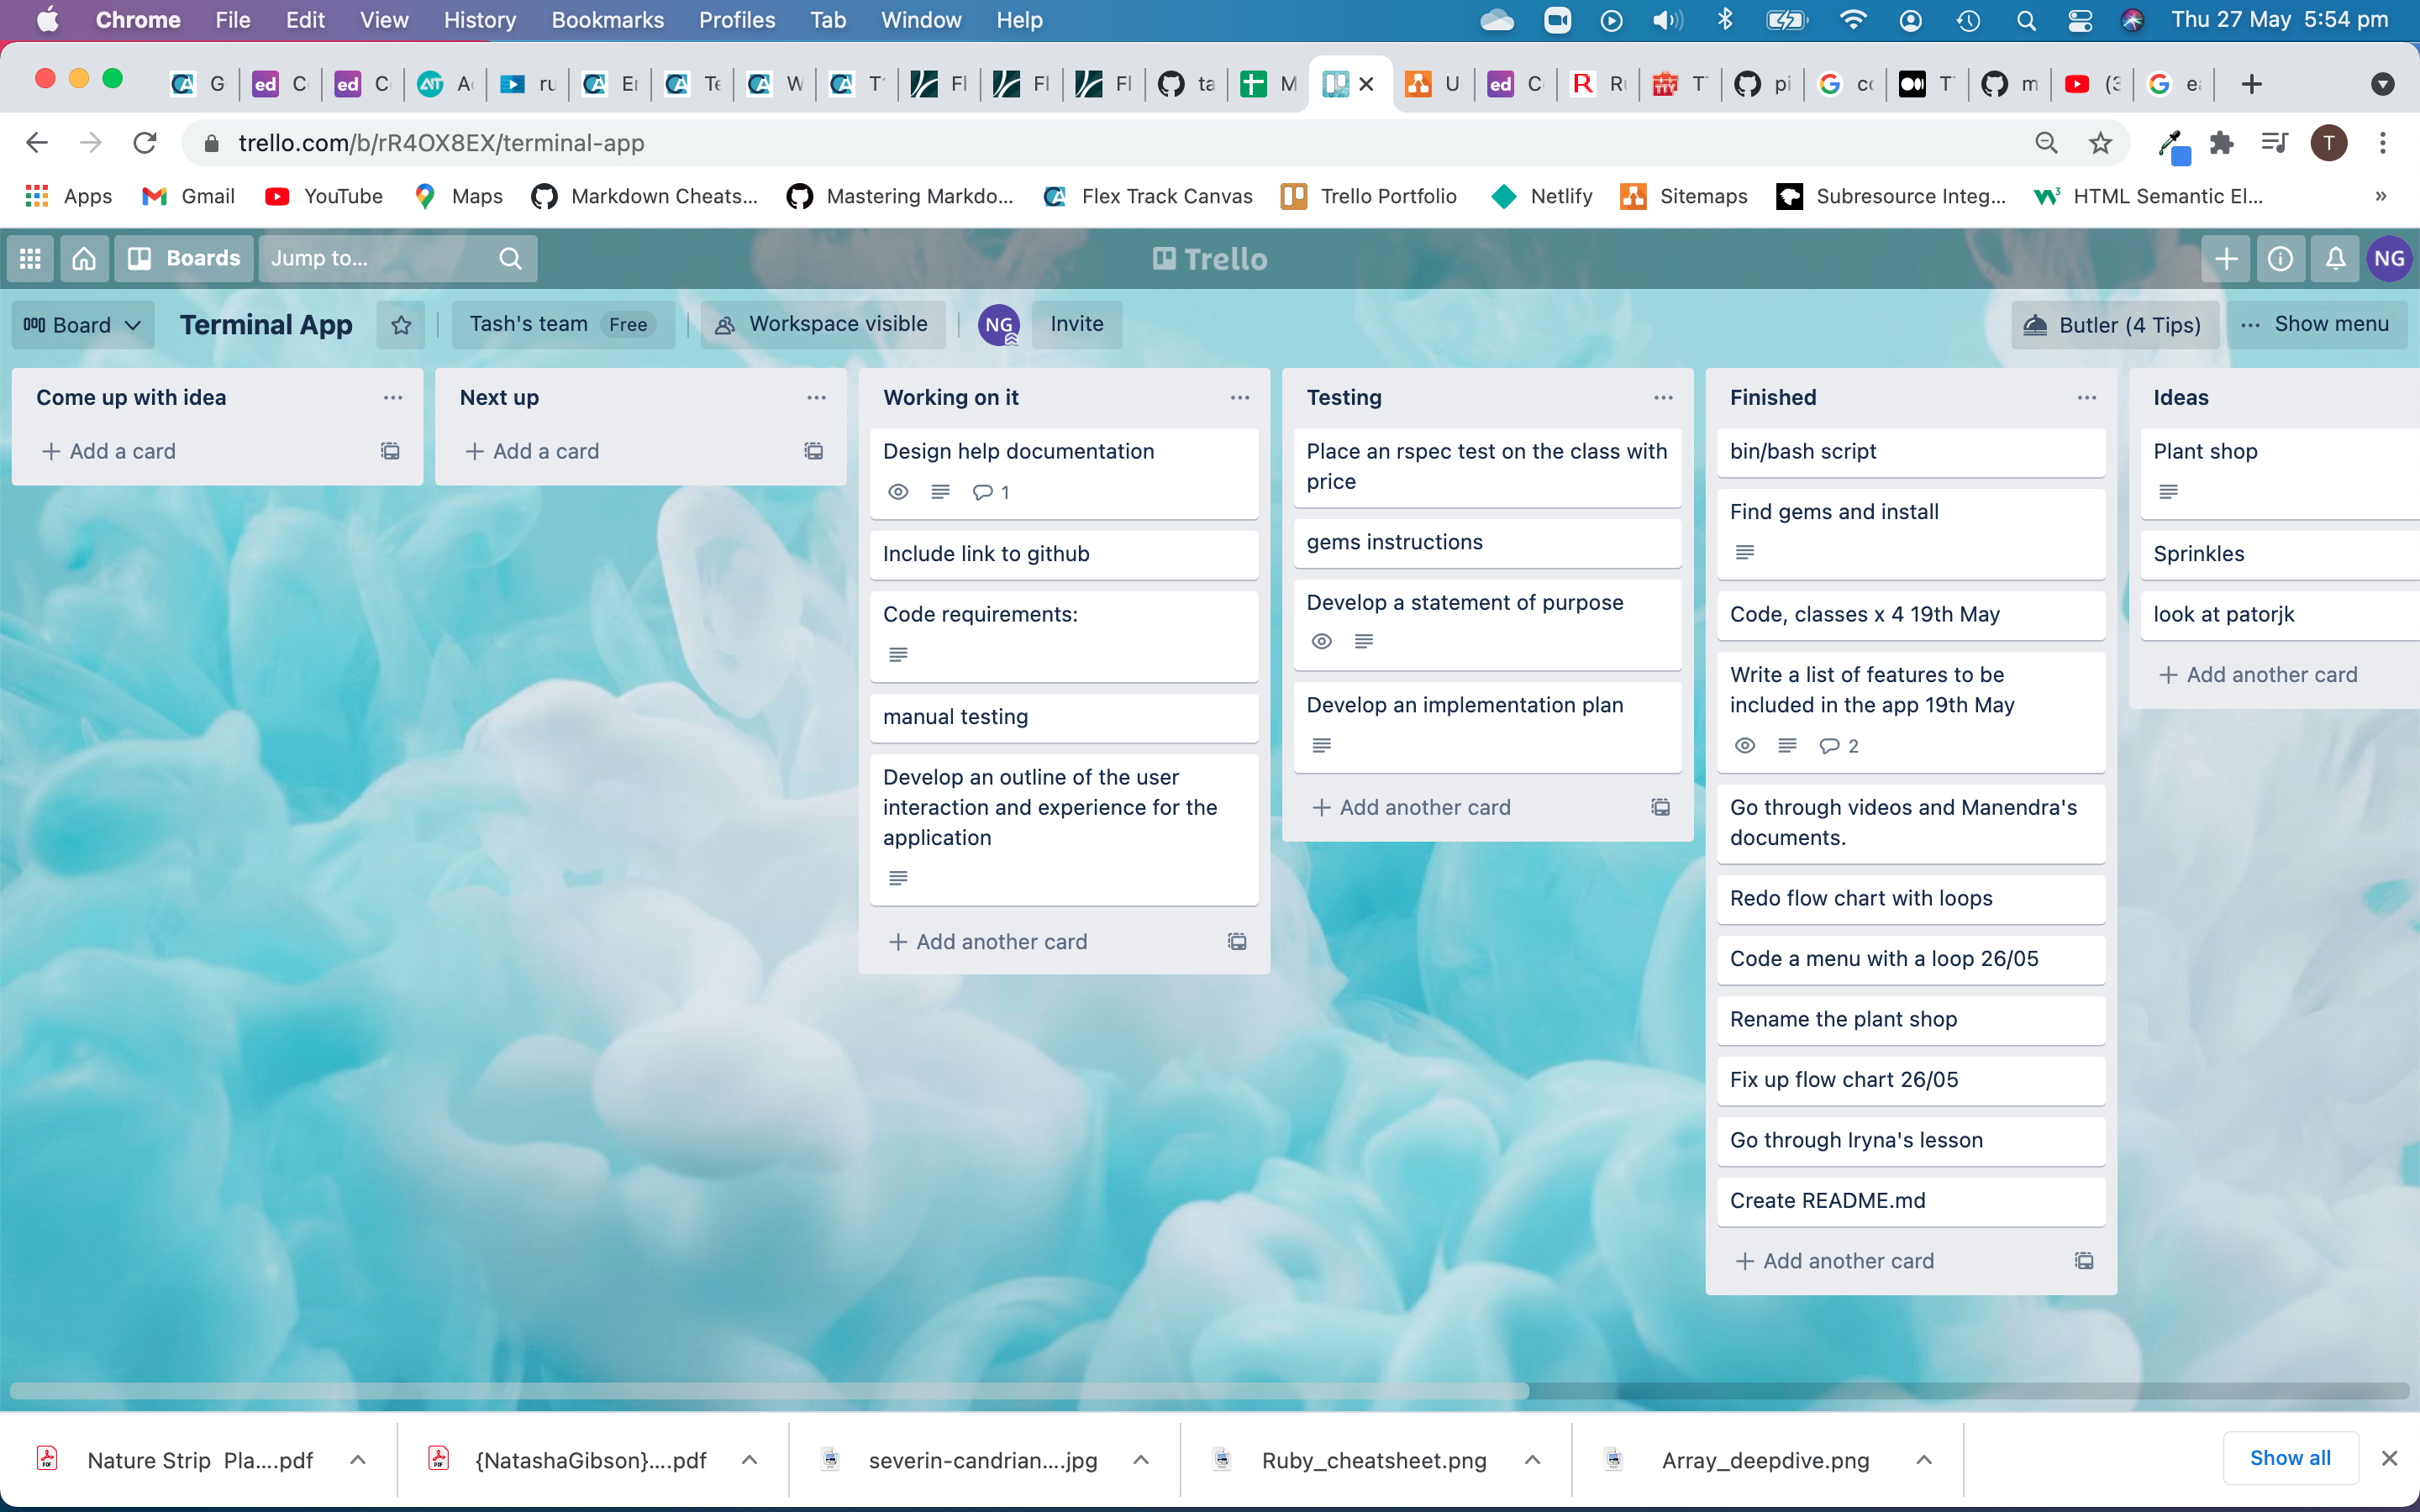 Chrome File Edit View History Bookmarks Profiles Tab Window Help Thu 27 May 5:54 pm
trello.com/b/rR4OX8EX/terminal-app
T
Apps Gmail YouTube Maps Markdown Cheats... Mastering Markdo... Flex Track Canvas Trello Portfolio Netlify Sitemaps Subresource Integ... HTML Semantic El... »
Boards Jump to... Trello NG
Board Terminal App Tash's team Free Workspace visible NG Invite Butler (4 Tips) ... Show menu
Come up with idea
+ Add a card
Next up
+ Add a card
Working on it
Design help documentation
1
Include link to github
Code requirements:
manual testing
Develop an outline of the user
interaction and experience for the
application
+ Add another card
Testing
Place an rspec test on the class with
price
gems instructions
Develop a statement of purpose
Develop an implementation plan
+ Add another card
Finished
bin/bash script
Find gems and install
Code, classes x 4 19th May
Write a list of features to be
included in the app 19th May
2
Go through videos and Manendra's
documents.
Redo flow chart with loops
Code a menu with a loop 26/05
Rename the plant shop
Fix up flow chart 26/05
Go through Iryna's lesson
Create README.md
+ Add another card
Ideas
Plant shop
Sprinkles
look at patorjk
+ Add another card
Nature Strip Pla....pdf {NatashaGibson}....pdf severin-candrian....jpg Ruby_cheatsheet.png Array_deepdive.png Show all